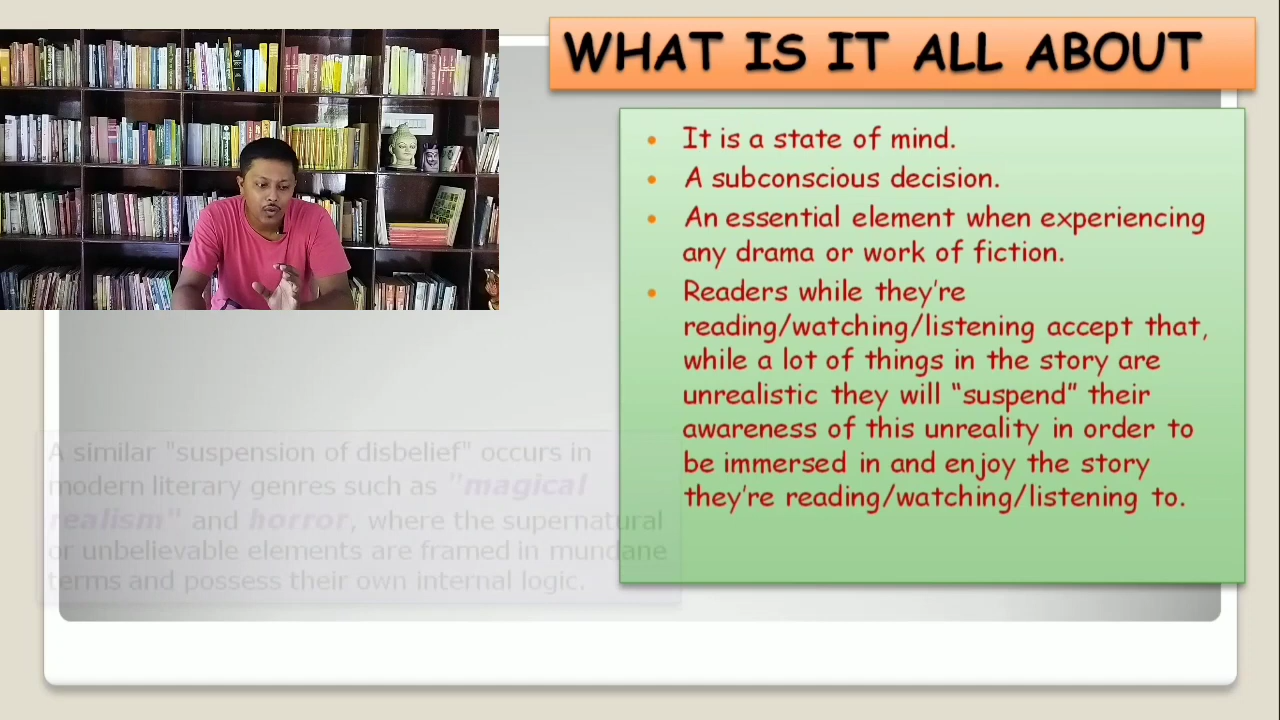 WHAT IS IT ALL ABOUT
It is a state of mind.
A subconscious decision.
An essential element when experiencing
any drama or work of fiction.
Readers while they're
reading/watching/listening accept that,
while a lot of things in the story are
unrealistic they will “suspend” their
awareness of this unreality in order to
be immersed in and enjoy the story
they're reading/watching/listening to.
A similar "suspension of disbelief" occurs in
modern literary genres such as "magical
realism" and horror, where the supernatural
or unbelievable elements are framed in mundane
terms and possess their own internal logic.